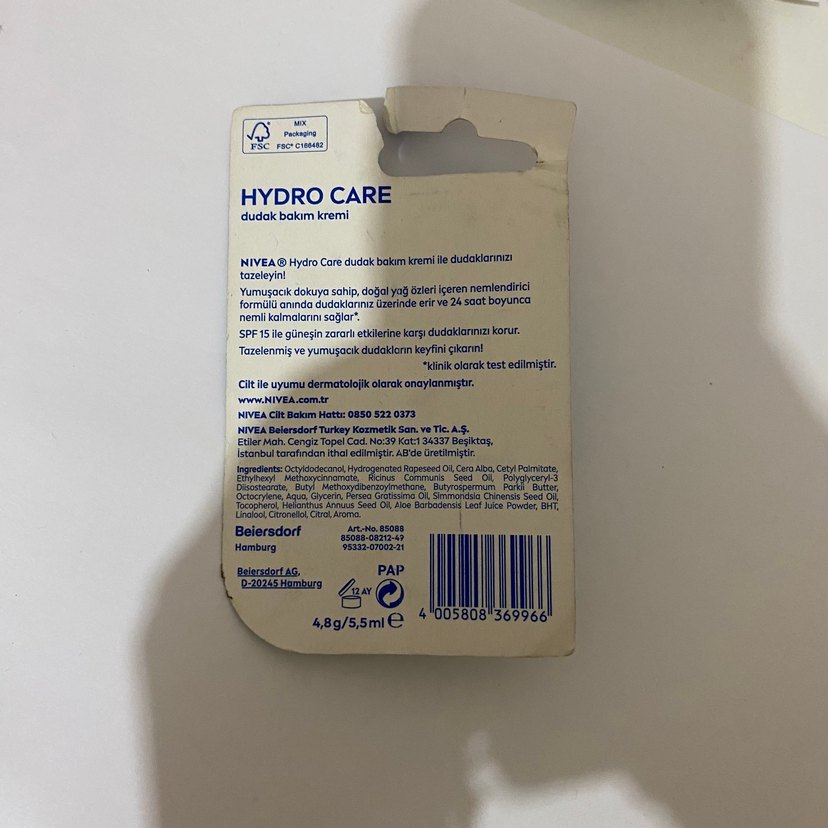 MIX
Packaging
FSC
FSC® C166482
HYDRO CARE
dudak bakım kremi
NIVEA® Hydro Care dudak bakım kremi ile dudaklarınızı
tazeleyin!
Yumuşacık dokuya sahip, doğal yağ özleri içeren nemlendirici
formülü anında dudaklarınız üzerinde erir ve 24 saat boyunca
nemli kalmalarını sağlar*.
SPF 15 ile güneşin zararlı etkilerine karşı dudaklarınızı korur.
Tazelenmiş ve yumuşacık dudakların keyfini çıkarın!
*klinik olarak test edilmiştir.
Cilt ile uyumu dermatolojik olarak onaylanmıştır.
www.NIVEA.com.tr
NIVEA Cilt Bakım Hattı: 0850 522 0373
NIVEA Beiersdorf Turkey Kozmetik San. ve Tic. A.Ş.
Etiler Mah. Cengiz Topel Cad. No:39 Kat:1 34337 Beşiktaş,
İstanbul tarafından ithal edilmiştir. AB'de üretilmiştir.
Ingredients: Octyldodecanol, Hydrogenated Rapeseed Oil, Cera Alba, Cetyl Palmitate,
Ethylhexyl Methoxycinnamate, Ricinus Communis Seed Oil, Polyglyceryl-3
Diisostearate, Butyl Methoxydibenzoylmethane, Butyrospermum Parkii Butter,
Octocrylene, Aqua, Glycerin, Persea Gratissima Oil, Simmondsia Chinensis Seed Oil,
Tocopherol, Helianthus Annuus Seed Oil, Aloe Barbadensis Leaf Juice Powder, BHT,
Linalool, Citronellol, Citral, Aroma.
Beiersdorf
Hamburg
Art.-No. 85088
85088-08212-49
95332-07002-21
Beiersdorf AG,
D-20245 Hamburg
12 AY
PAP
4,8g/5,5ml ℮
4 005808 369966